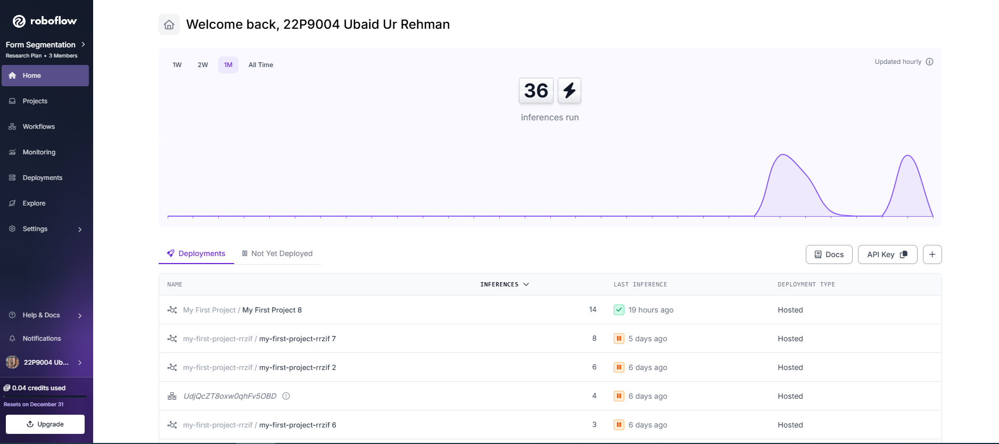 roboflow
Form Segmentation
Research Plan • 3 Members
Home
Projects
Workflows
Monitoring
Deployments
Explore
Settings
Help & Docs
Notifications
22P9004 Ub...
0.04 credits used
Resets on December 31
Upgrade
Welcome back, 22P9004 Ubaid Ur Rehman
1W 2W 1M All Time
Updated hourly
36
inferences run
Deployments Not Yet Deployed
Docs API Key +
NAME INFERENCES LAST INFERENCE DEPLOYMENT TYPE
My First Project / My First Project 8 14 19 hours ago Hosted
my-first-project-rrzif / my-first-project-rrzif 7 8 5 days ago Hosted
my-first-project-rrzif / my-first-project-rrzif 2 6 6 days ago Hosted
UdjQcZT8oxw0qhFv5OBD 4 6 days ago Hosted
my-first-project-rrzif / my-first-project-rrzif 6 3 6 days ago Hosted